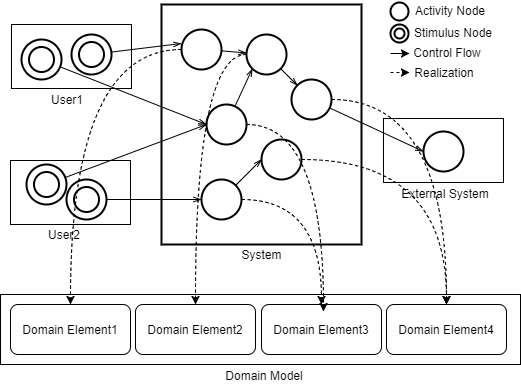 Activity Node
Stimulus Node
Control Flow
Realization
User1
User2
System
External System
Domain Element1
Domain Element2
Domain Element3
Domain Element4
Domain Model